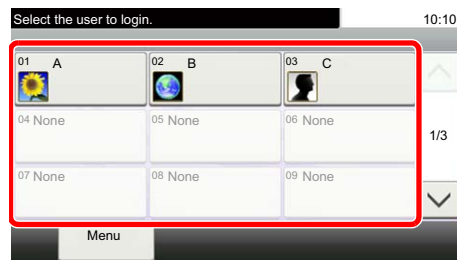 Select the user to login. 10:10
01 A 02 B 03 C
04 None 05 None 06 None
1/3
07 None 08 None 09 None
Menu